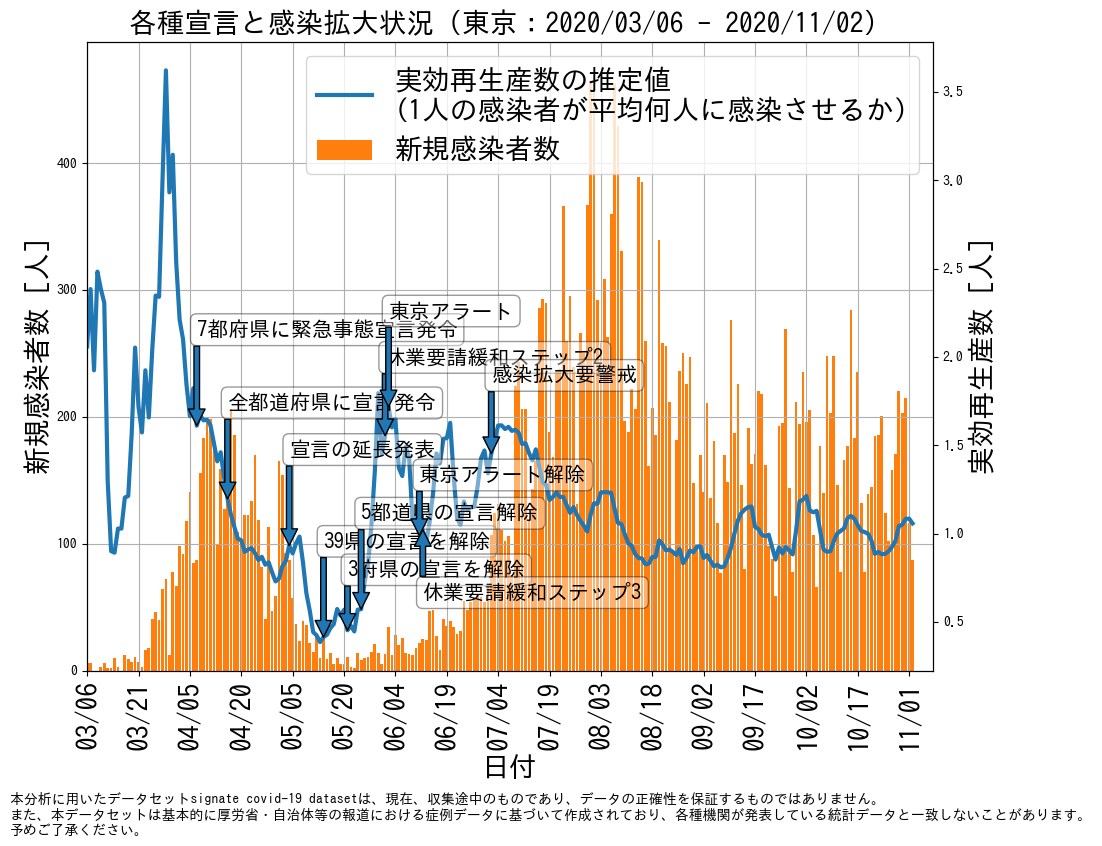 各種宣言と感染拡大状況 (東京：2020/03/06 - 2020/11/02)
実効再生産数の推定値
(1人の感染者が平均何人に感染させるか)
新規感染者数
新規感染者数 [人]
400
300
200
100
0
実効再生産数 [人]
3.5
3.0
2.5
2.0
1.5
1.0
0.5
東京アラート
7都府県に緊急事態宣言発令
休業要請緩和ステップ2
感染拡大要警戒
全都道府県に宣言発令
宣言の延長発表
東京アラート解除
5都道県の宣言解除
39県の宣言を解除
3府県の宣言を解除
休業要請緩和ステップ3
03/06
03/21
04/05
04/20
05/05
05/20
06/04
06/19
07/04
07/19
08/03
08/18
09/02
09/17
10/02
10/17
11/01
日付
本分析に用いたデータセットsignate covid-19 datasetは、現在、収集途中のものであり、データの正確性を保証するものではありません。
また、本データセットは基本的に厚労省・自治体等の報道における症例データに基づいて作成されており、各種機関が発表している統計データと一致しないことがあります。
予めご了承ください。